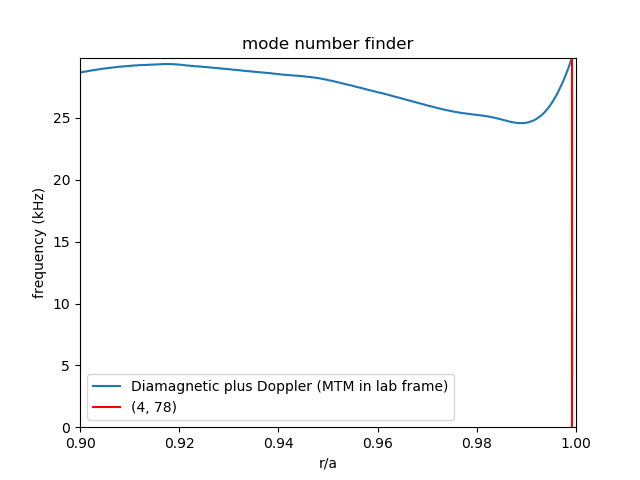 mode number finder
frequency (kHz)
25
20
15
10
5
0
Diamagnetic plus Doppler (MTM in lab frame)
(4, 78)
0.90 0.92 0.94 0.96 0.98 1.00
r/a